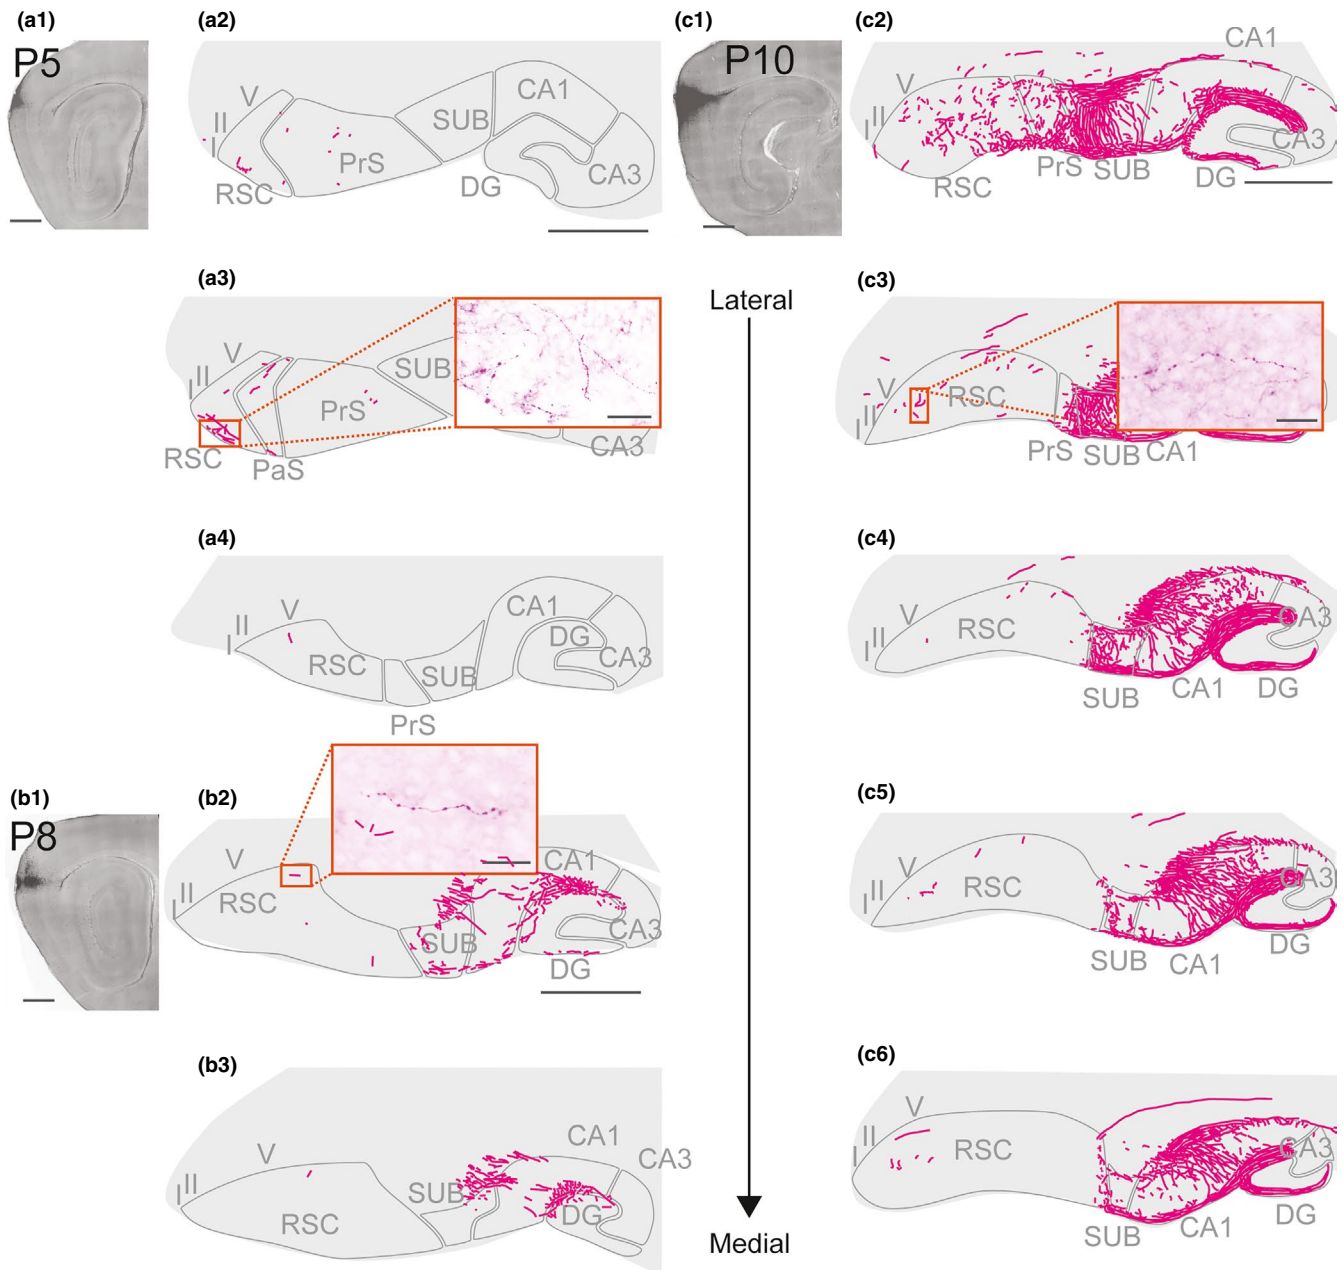 (a1)
P5
(a2)
V
II
I
RSC
PrS
SUB
CA1
DG
CA3
(c1)
P10
(c2)
CA1
V
II
I
RSC
PrS
SUB
DG
CA3
(a3)
V
II
I
RSC
PaS
PrS
SUB
CA3
Lateral
(c3)
V
II
I
RSC
PrS
SUB
CA1
(a4)
V
II
I
RSC
PrS
SUB
CA1
DG
CA3
(c4)
V
II
I
RSC
SUB
CA1
DG
CA3
(b1)
P8
(b2)
V
II
I
RSC
SUB
CA1
CA3
DG
(c5)
V
II
I
RSC
SUB
CA1
DG
CA3
(b3)
V
II
I
RSC
SUB
CA1
CA3
DG
(c6)
V
II
I
RSC
SUB
CA1
DG
CA3
Medial